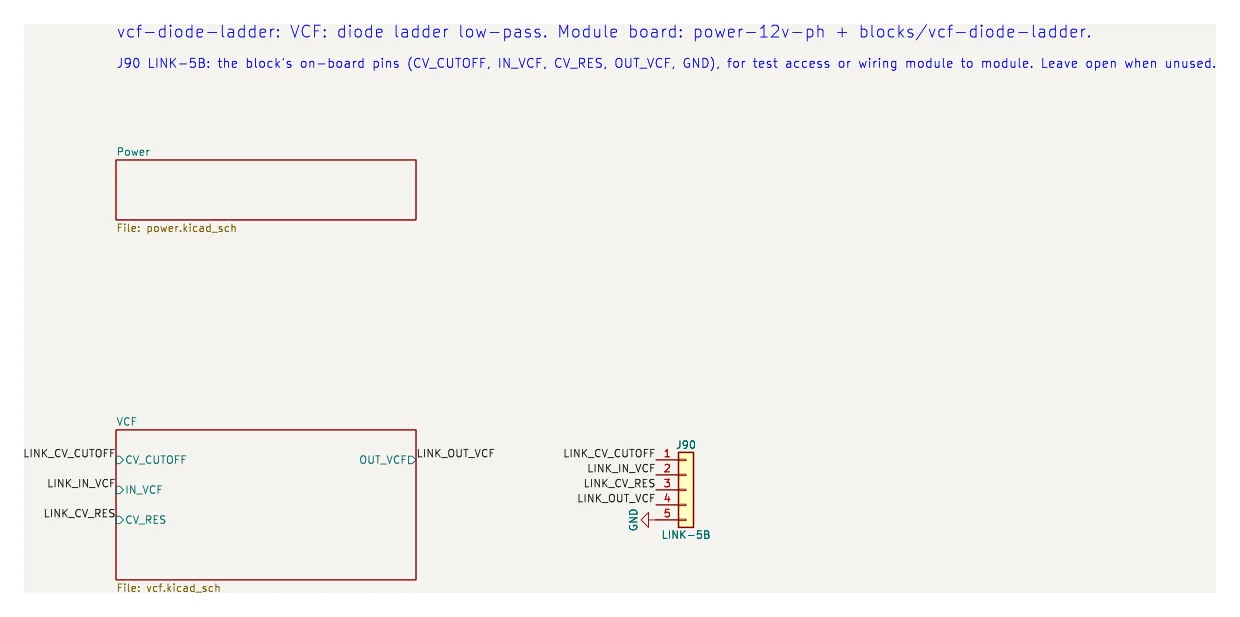 vcf-diode-ladder: VCF: diode ladder low-pass. Module board: power-12v-ph + blocks/vcf-diode-ladder.
J90 LINK-5B: the block's on-board pins (CV_CUTOFF, IN_VCF, CV_RES, OUT_VCF, GND), for test access or wiring module to module. Leave open when unused.
Power
File: power.kicad_sch
VCF
LINK_CV_CUTOFF
CV_CUTOFF
LINK_IN_VCF
IN_VCF
LINK_CV_RES
CV_RES
OUT_VCF
LINK_OUT_VCF
File: vcf.kicad_sch
J90
LINK_CV_CUTOFF 1
LINK_IN_VCF 2
LINK_CV_RES 3
LINK_OUT_VCF 4
GND 5
LINK-5B